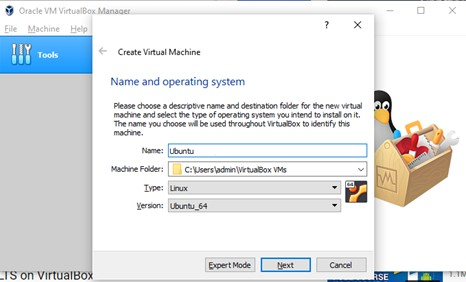 Oracle VM VirtualBox Manager
File Machine Help
Tools
Create Virtual Machine
Name and operating system
Please choose a descriptive name and destination folder for the new virtual
machine and select the type of operating system you intend to install on it.
The name you choose will be used throughout VirtualBox to identify this
machine.
Name: Ubuntu
Machine Folder: C:\Users\admin\VirtualBox VMs
Type: Linux
64
Version: Ubuntu_64
Expert Mode Next Cancel
LTS on VirtualBox